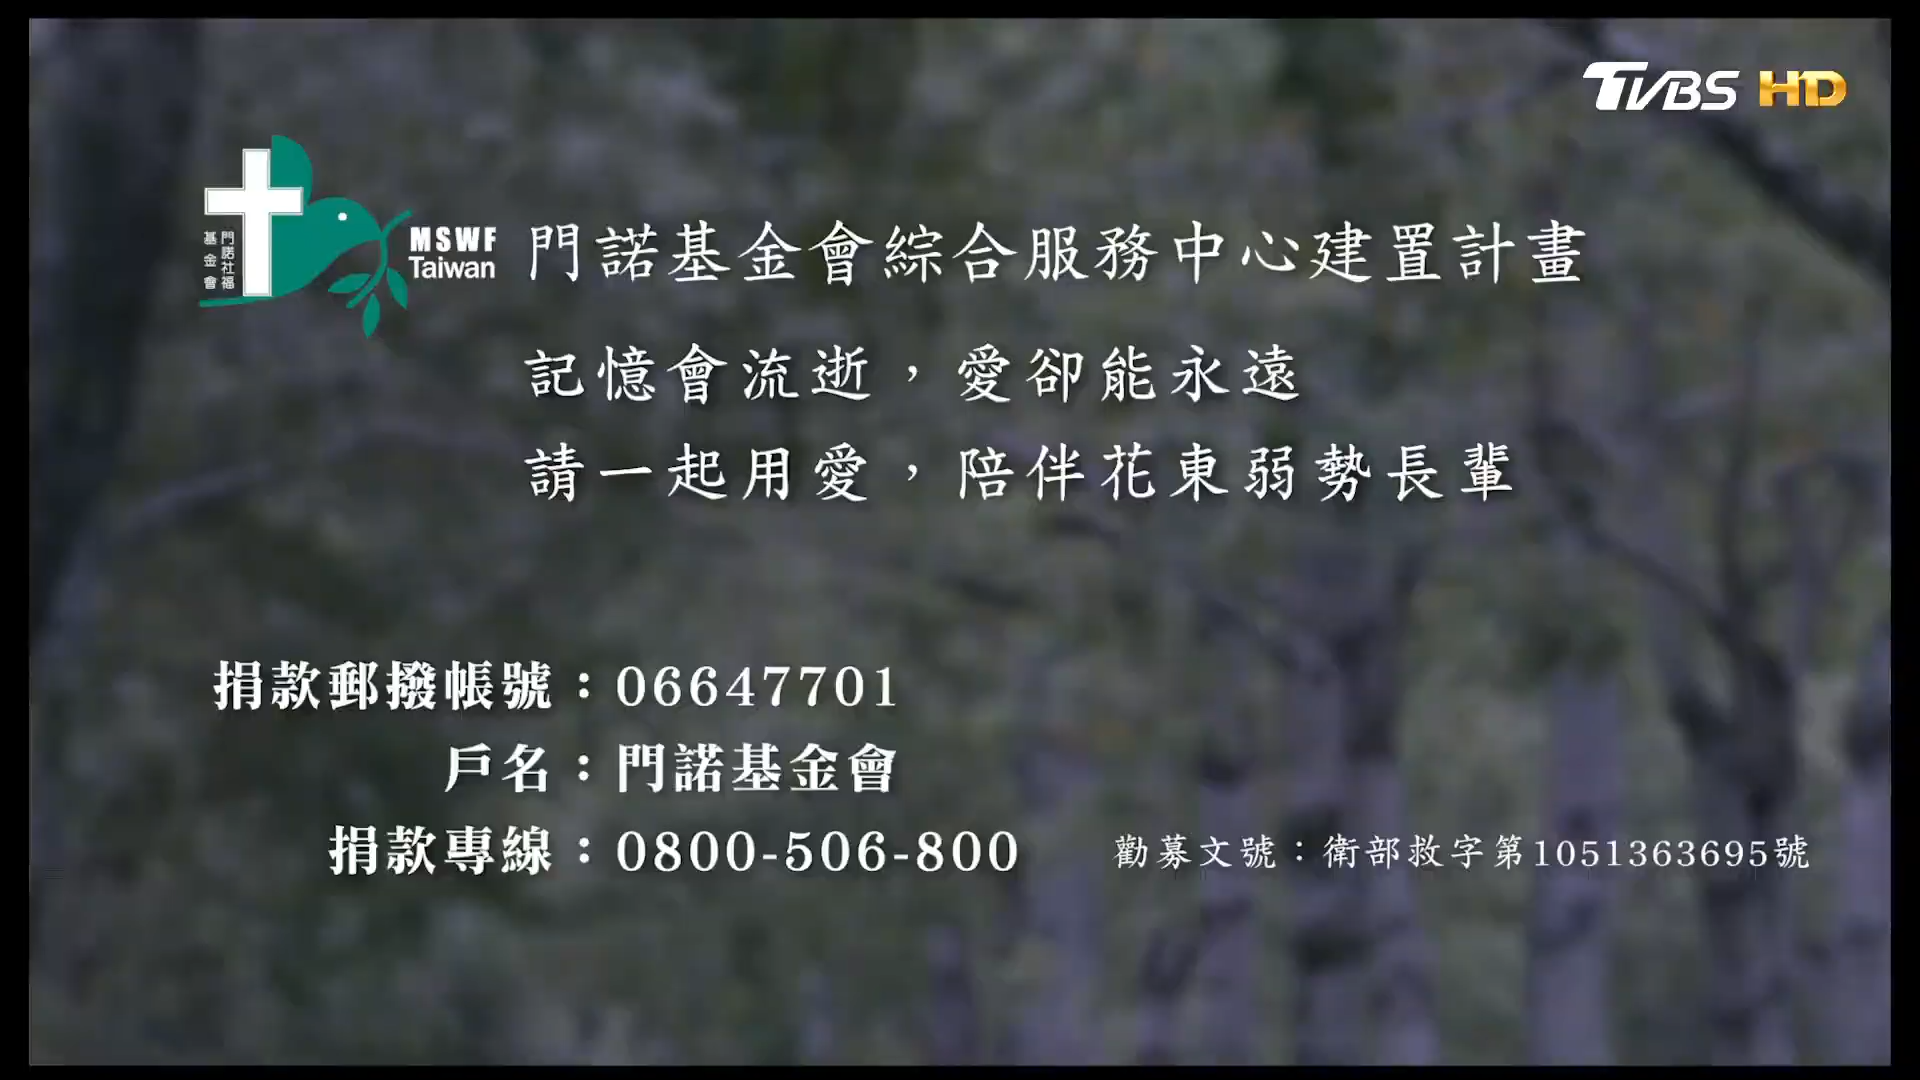 TVBS HD
門諾社福
基金會
MSWF
Taiwan
門諾基金會綜合服務中心建置計畫
記憶會流逝，愛卻能永遠
請一起用愛，陪伴花東弱勢長輩
捐款郵撥帳號：06647701
戶名：門諾基金會
捐款專線：0800-506-800
勸募文號：衛部救字第1051363695號